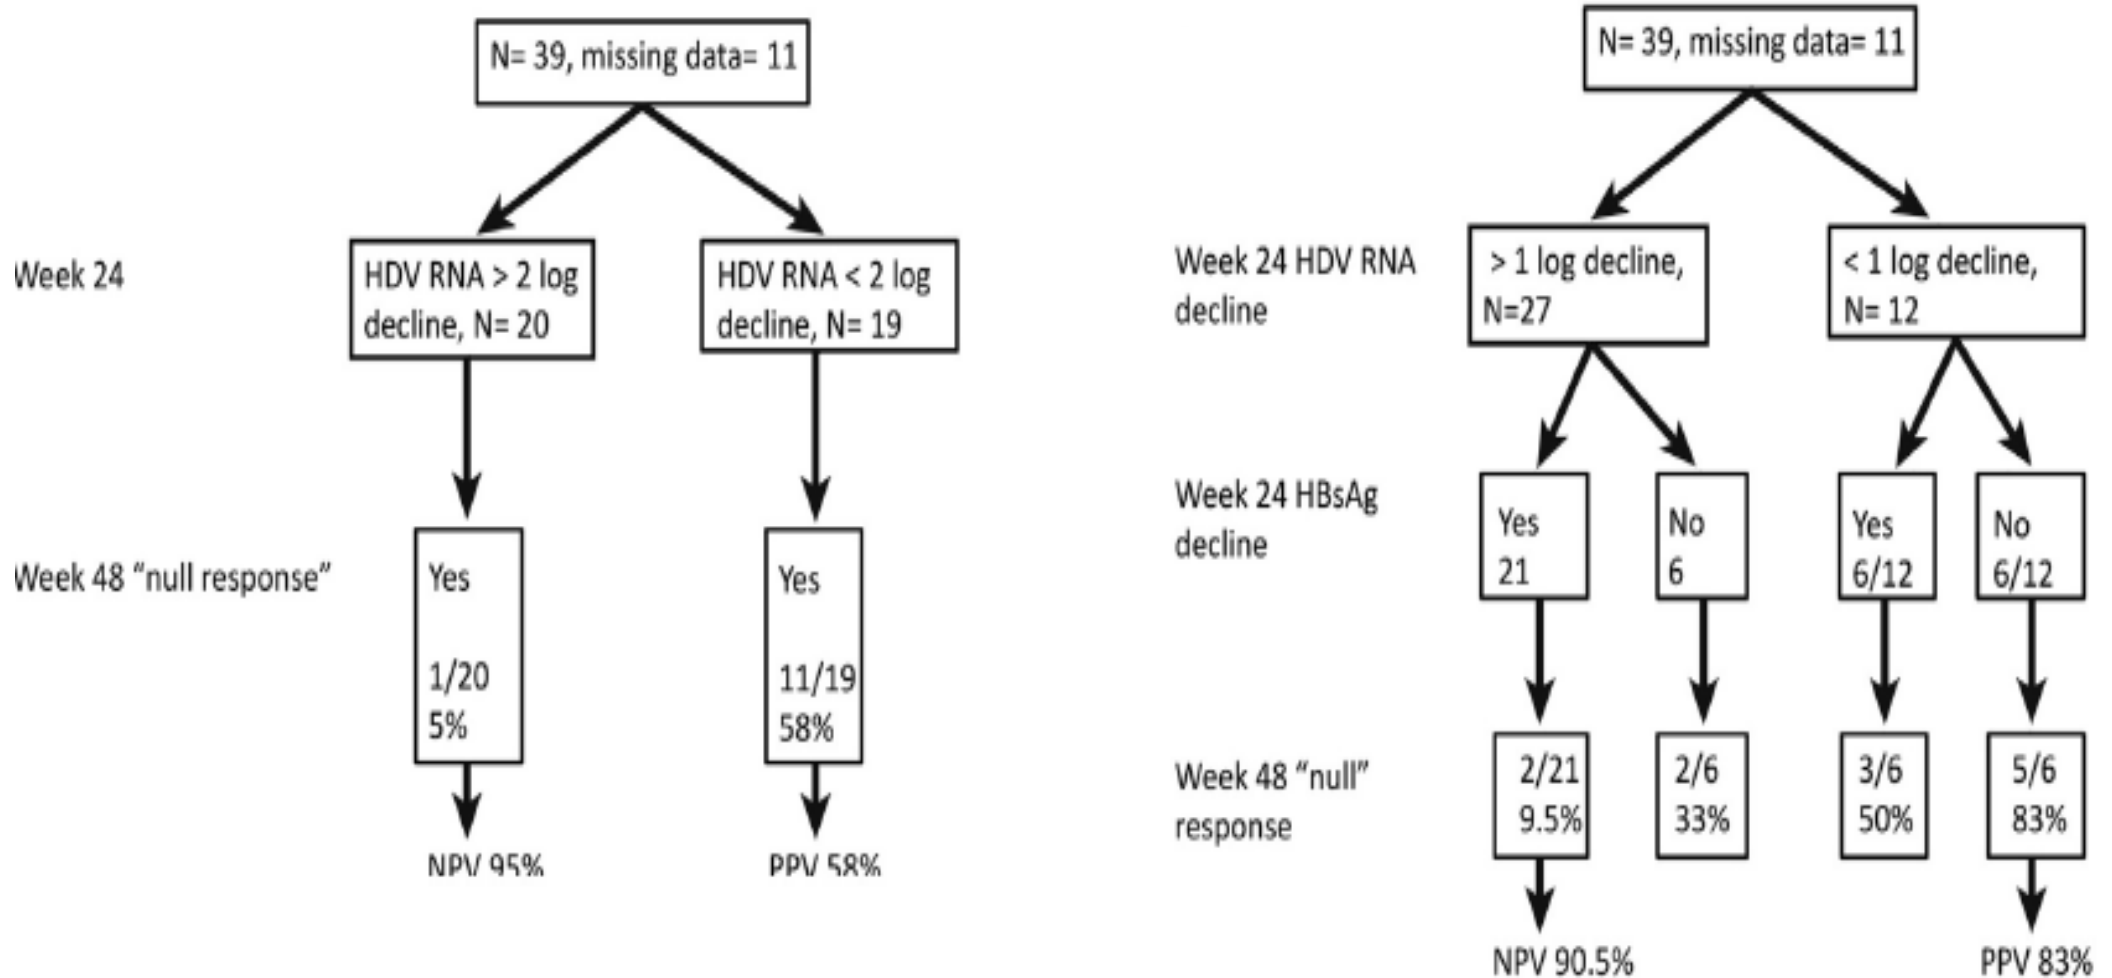 N= 39, missing data= 11
Week 24
HDV RNA > 2 log
decline, N= 20
HDV RNA < 2 log
decline, N= 19
Week 48 “null response”
Yes
1/20
5%
Yes
11/19
58%
NPV 95%
PPV 58%
N= 39, missing data= 11
Week 24 HDV RNA
decline
> 1 log decline,
N=27
< 1 log decline,
N= 12
Week 24 HBsAg
decline
Yes
21
No
6
Yes
6/12
No
6/12
Week 48 “null”
response
2/21
9.5%
2/6
33%
3/6
50%
5/6
83%
NPV 90.5%
PPV 83%